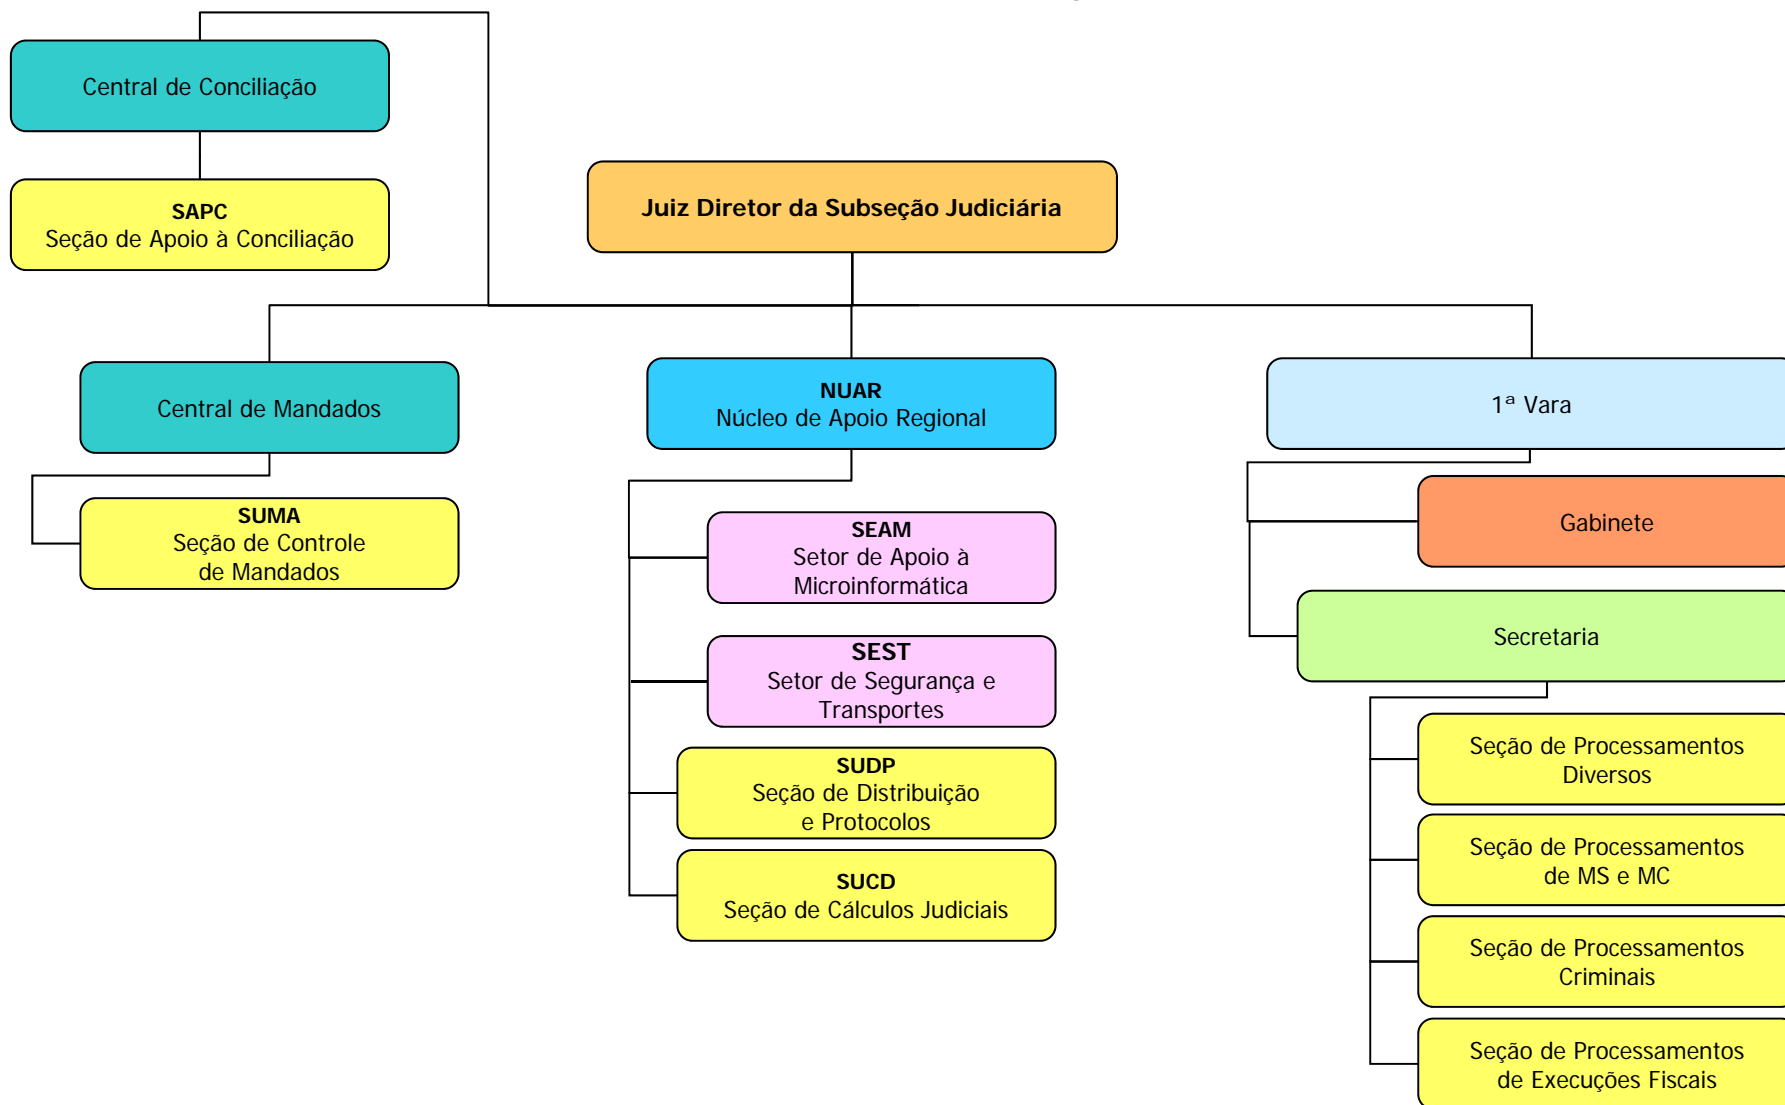 Central de Conciliação
SAPC
Seção de Apoio à Conciliação
Juiz Diretor da Subseção Judiciária
Central de Mandados
SUMA
Seção de Controle
de Mandados
NUAR
Núcleo de Apoio Regional
SEAM
Setor de Apoio à
Microinformática
SEST
Setor de Segurança e
Transportes
SUDP
Seção de Distribuição
e Protocolos
SUCD
Seção de Cálculos Judiciais
1ª Vara
Gabinete
Secretaria
Seção de Processamentos
Diversos
Seção de Processamentos
de MS e MC
Seção de Processamentos
Criminais
Seção de Processamentos
de Execuções Fiscais